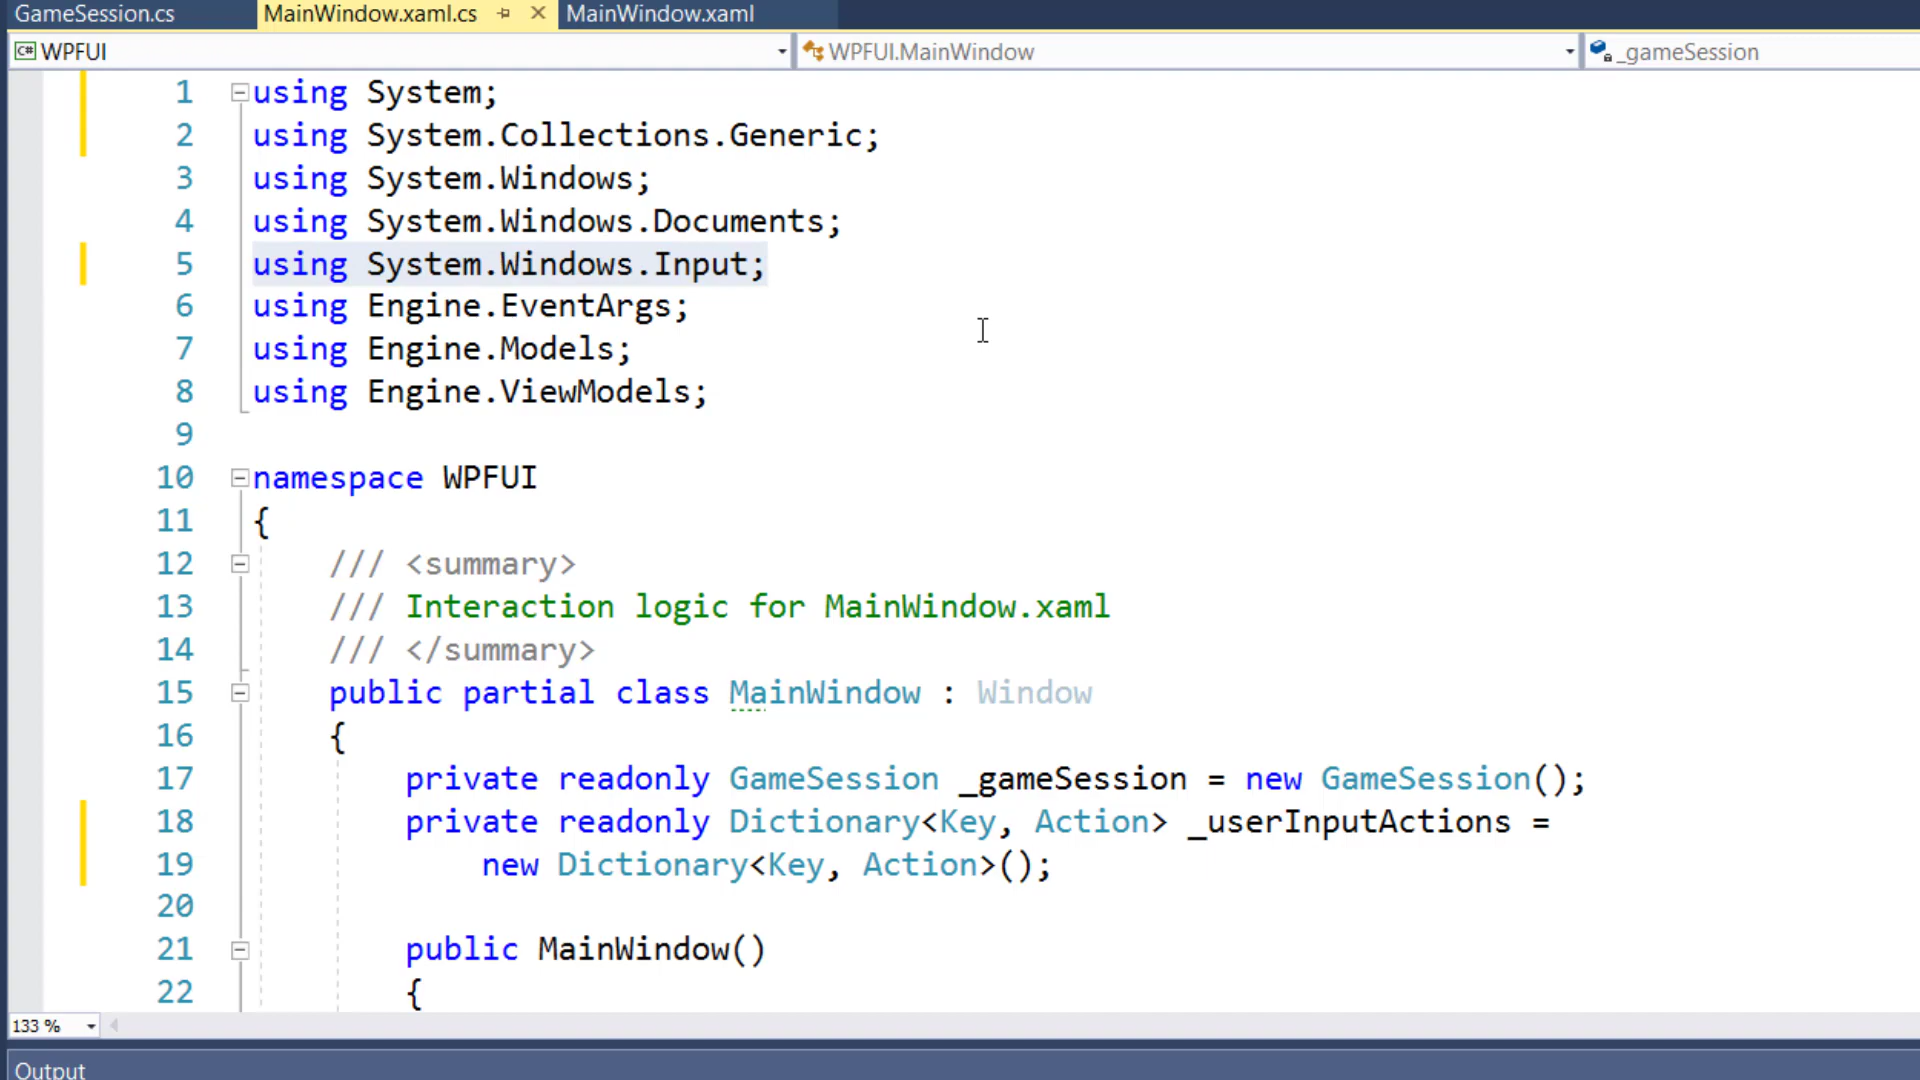 GameSession.cs MainWindow.xaml.cs MainWindow.xaml
C# WPFUI WPFUI.MainWindow _gameSession
1 using System;
2 using System.Collections.Generic;
3 using System.Windows;
4 using System.Windows.Documents;
5 using System.Windows.Input;
6 using Engine.EventArgs;
7 using Engine.Models;
8 using Engine.ViewModels;
9
10 namespace WPFUI
11 {
12 /// <summary>
13 /// Interaction logic for MainWindow.xaml
14 /// </summary>
15 public partial class MainWindow : Window
16 {
17 private readonly GameSession _gameSession = new GameSession();
18 private readonly Dictionary<Key, Action> _userInputActions =
19 new Dictionary<Key, Action>();
20
21 public MainWindow()
22 {
133 %
Output